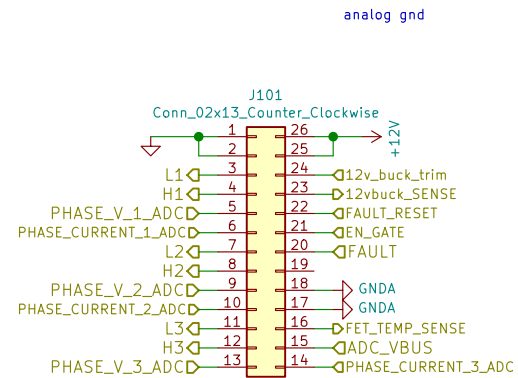 analog gnd
J101
Conn_02x13_Counter_Clockwise
1 26 +12V
2 25
L1 3 24 12v_buck_trim
H1 4 23 12vbuck_SENSE
PHASE_V_1_ADC 5 22 FAULT_RESET
PHASE_CURRENT_1_ADC 6 21 EN_GATE
L2 7 20 FAULT
H2 8 19
PHASE_V_2_ADC 9 18 GNDA
PHASE_CURRENT_2_ADC 10 17 GNDA
L3 11 16 FET_TEMP_SENSE
H3 12 15 ADC_VBUS
PHASE_V_3_ADC 13 14 PHASE_CURRENT_3_ADC